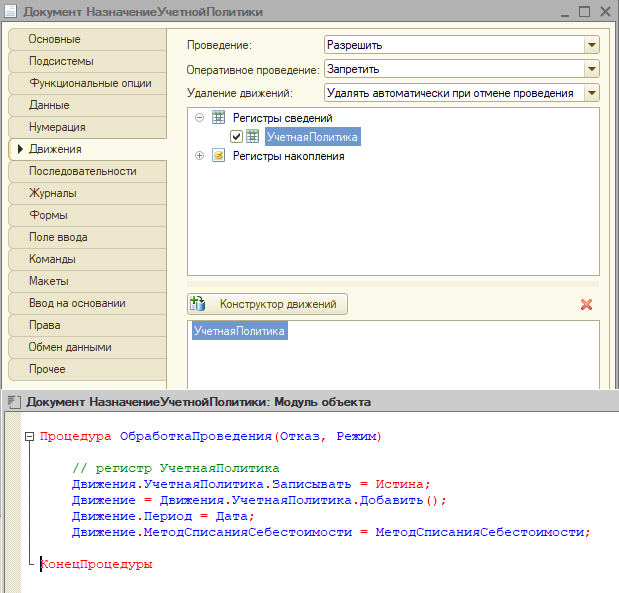 Документ НазначениеУчетнойПолитики
Основные
Подсистемы
Функциональные опции
Данные
Нумерация
Движения
Последовательности
Журналы
Формы
Поле ввода
Команды
Макеты
Ввод на основании
Права
Обмен данными
Прочее
Проведение: Разрешить
Оперативное проведение: Запретить
Удаление движений: Удалять автоматически при отмене проведения
Регистры сведений
УчетнаяПолитика
Регистры накопления
Конструктор движений
УчетнаяПолитика
Документ НазначениеУчетнойПолитики: Модуль объекта
Процедура ОбработкаПроведения(Отказ, Режим)
// регистр УчетнаяПолитика
Движения.УчетнаяПолитика.Записывать = Истина;
Движение = Движения.УчетнаяПолитика.Добавить();
Движение.Период = Дата;
Движение.МетодСписанияСебестоимости = МетодСписанияСебестоимости;
КонецПроцедуры